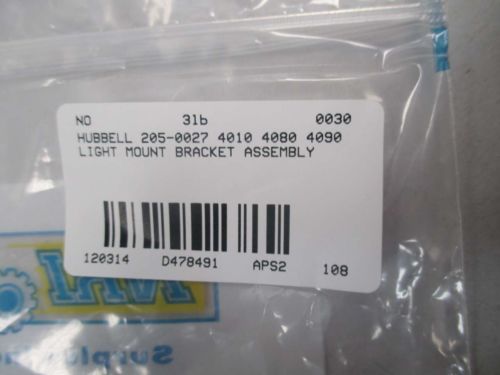 NO 31b 0030
HUBBELL 205-0027 4010 4080 4090
LIGHT MOUNT BRACKET ASSEMBLY
120314 D478491 APS2 108